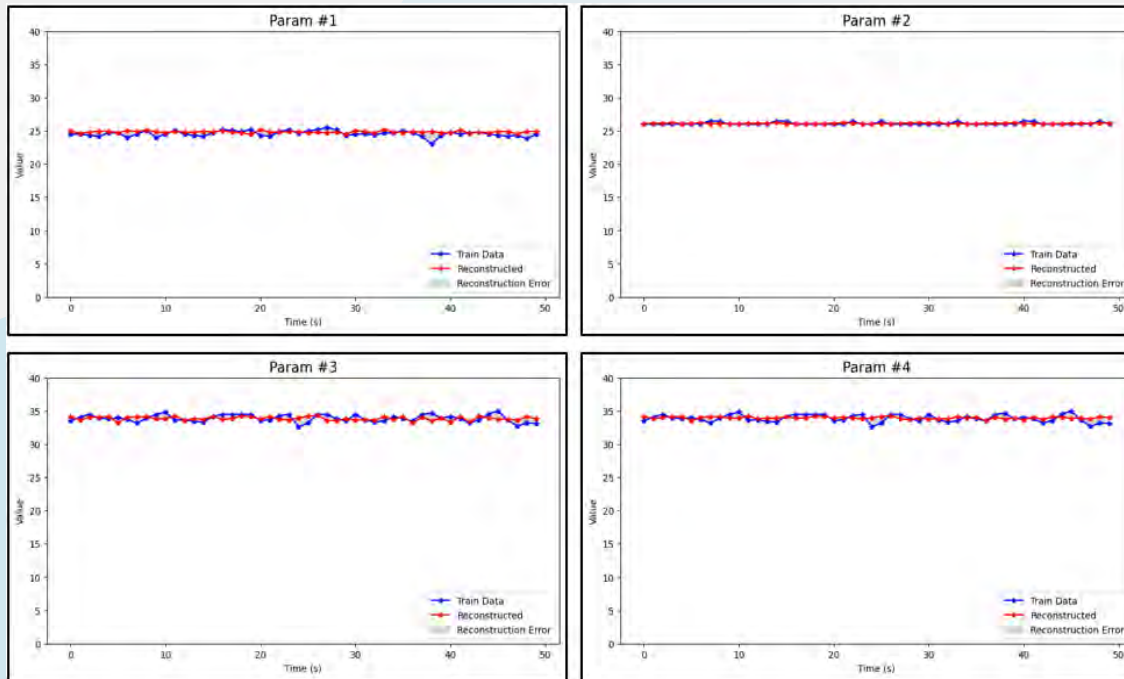 Param #1
40
35
30
25
20
15
10
5
0
Value
Train Data
Reconstructed
Reconstruction Error
0 10 20 30 40 50
Time (s)
Param #2
40
35
30
25
20
15
10
5
0
Value
Train Data
Reconstructed
Reconstruction Error
0 10 20 30 40 50
Time (s)
Param #3
40
35
30
25
20
15
10
5
0
Value
Train Data
Reconstructed
Reconstruction Error
0 10 20 30 40 50
Time (s)
Param #4
40
35
30
25
20
15
10
5
0
Value
Train Data
Reconstructed
Reconstruction Error
0 10 20 30 40 50
Time (s)